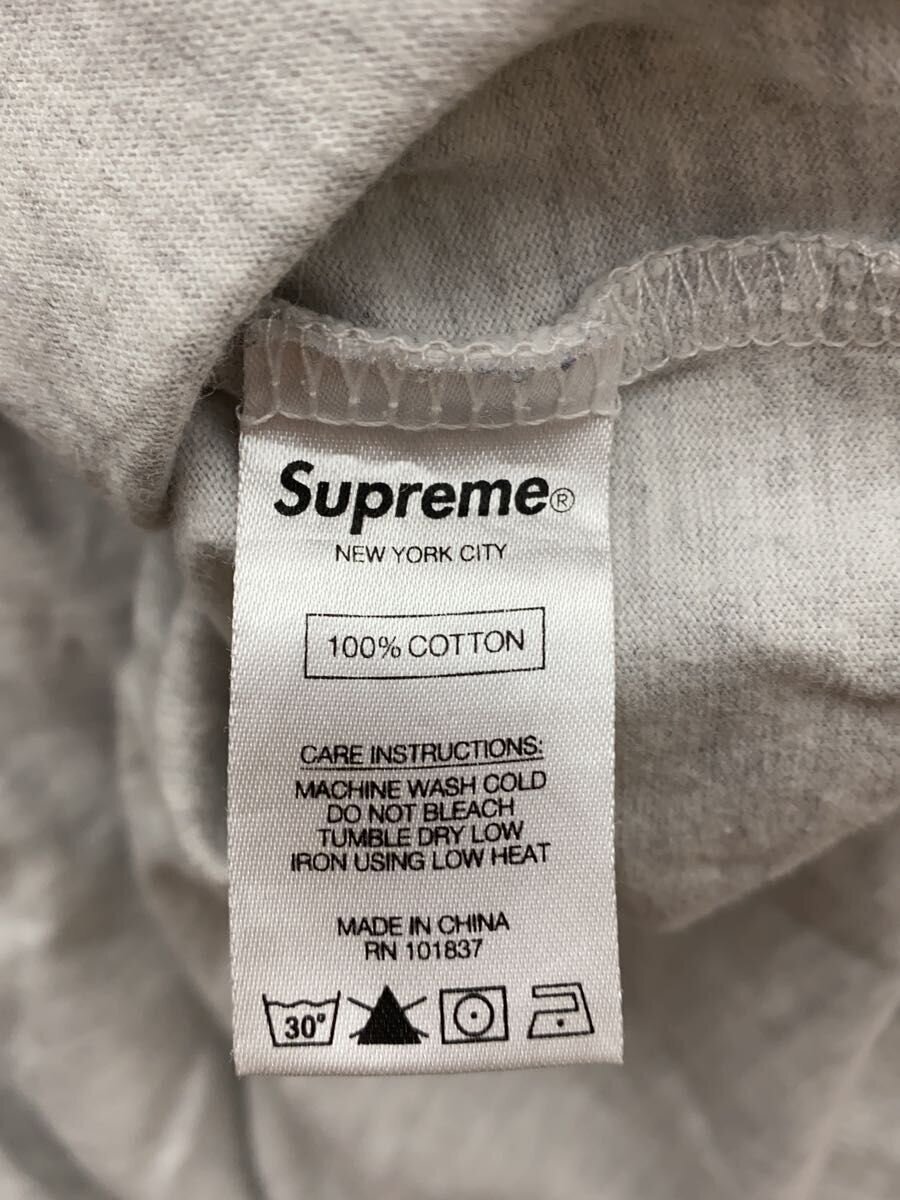 Supreme®
NEW YORK CITY
100% COTTON
CARE INSTRUCTIONS:
MACHINE WASH COLD
DO NOT BLEACH
TUMBLE DRY LOW
IRON USING LOW HEAT
MADE IN CHINA
RN 101837
30°